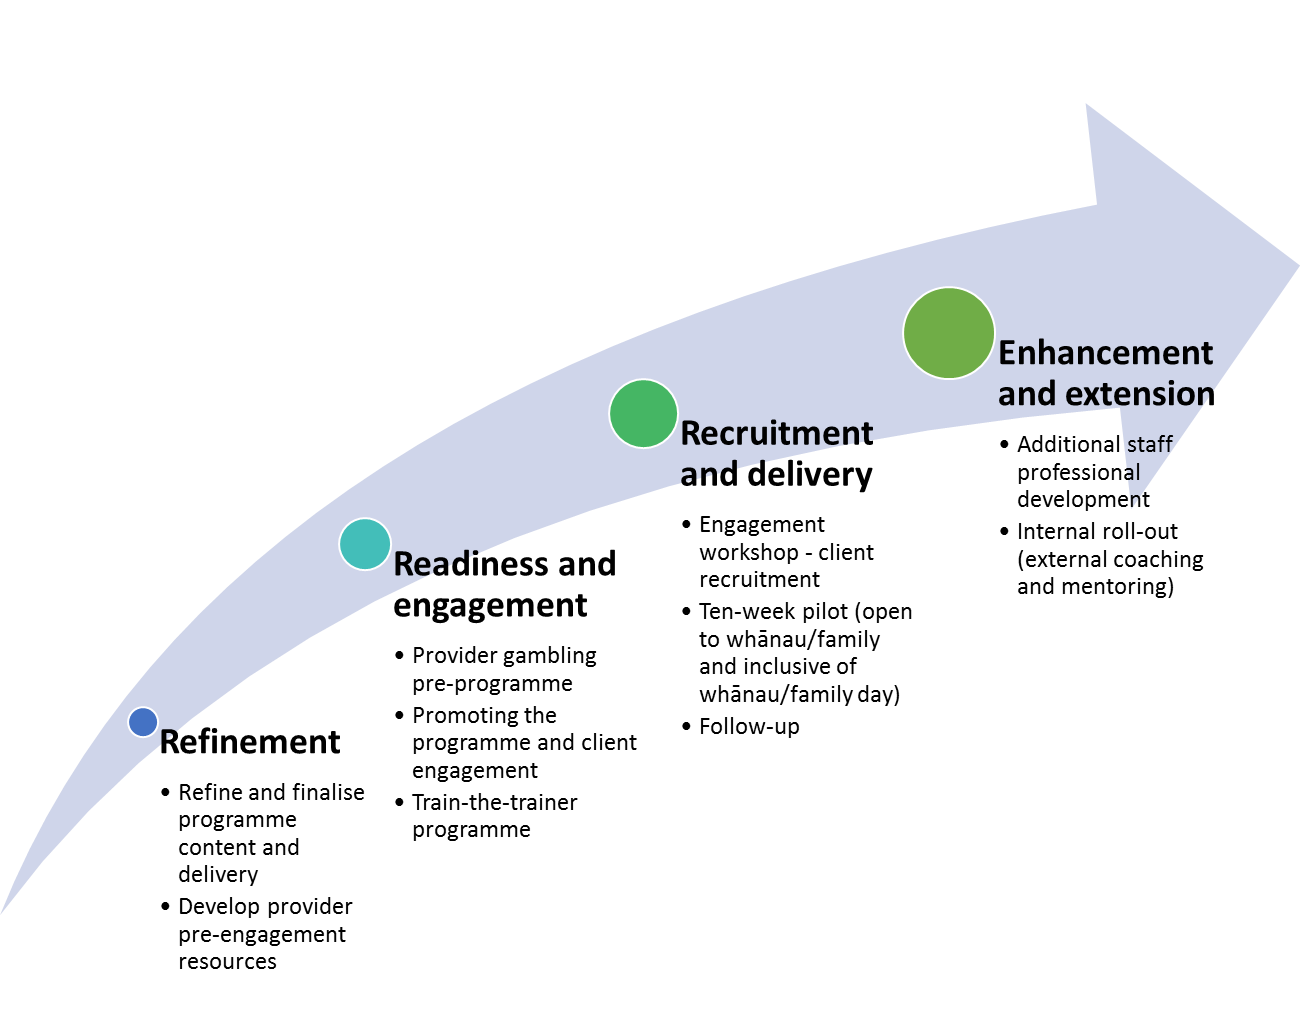 Refinement
• Refine and finalise
programme
content and
delivery
• Develop provider
pre-engagement
resources
Readiness and
engagement
• Provider gambling
pre-programme
• Promoting the
programme and client
engagement
• Train-the-trainer
programme
Recruitment
and delivery
• Engagement
workshop - client
recruitment
• Ten-week pilot (open
to whānau/family
and inclusive of
whānau/family day)
• Follow-up
Enhancement
and extension
• Additional staff
professional
development
• Internal roll-out
(external coaching
and mentoring)